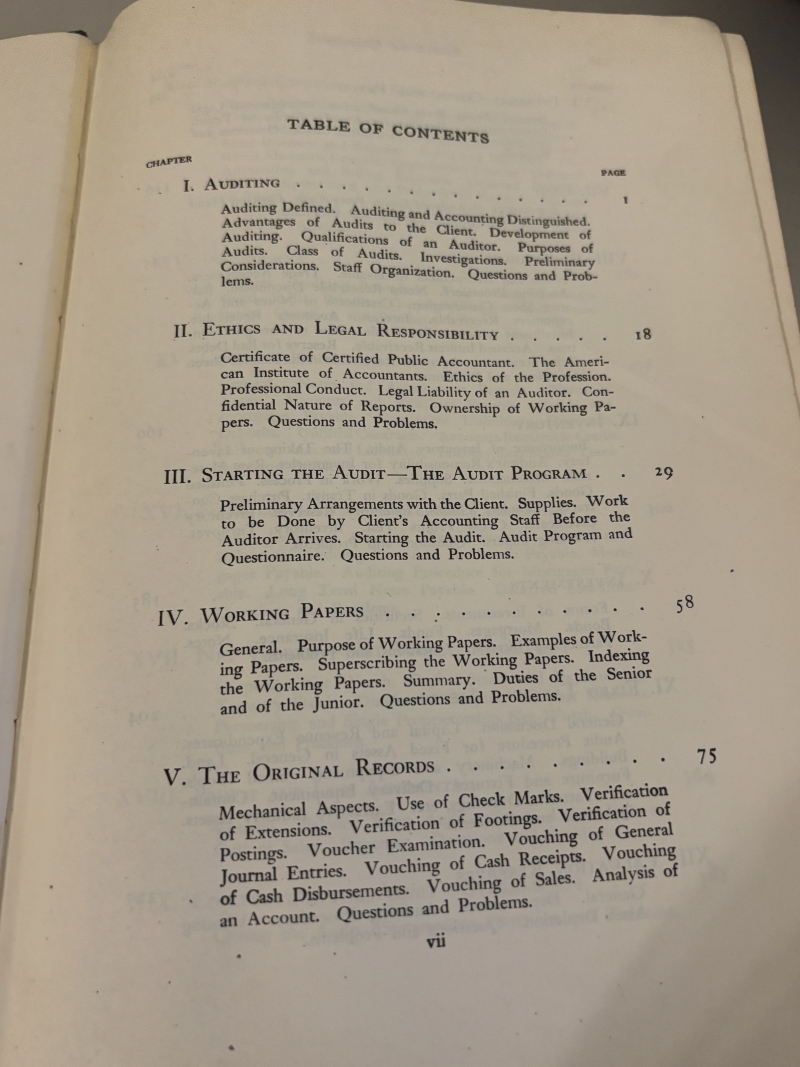 TABLE OF CONTENTS
CHAPTER PAGE
I. AUDITING . . . . . . . . . . . . . 1
Auditing Defined. Auditing and Accounting Distinguished.
Advantages of Audits to the Client. Development of
Auditing. Qualifications of an Auditor. Purposes of
Audits. Class of Audits. Investigations. Preliminary
Considerations. Staff Organization. Questions and Prob-
lems.
II. ETHICS AND LEGAL RESPONSIBILITY . . . . . 18
Certificate of Certified Public Accountant. The Ameri-
can Institute of Accountants. Ethics of the Profession.
Professional Conduct. Legal Liability of an Auditor. Con-
fidential Nature of Reports. Ownership of Working Pa-
pers. Questions and Problems.
III. STARTING THE AUDIT—THE AUDIT PROGRAM . . 29
Preliminary Arrangements with the Client. Supplies. Work
to be Done by Client's Accounting Staff Before the
Auditor Arrives. Starting the Audit. Audit Program and
Questionnaire. Questions and Problems.
IV. WORKING PAPERS . . . . . . . . . . . 58
General. Purpose of Working Papers. Examples of Work-
ing Papers. Superscribing the Working Papers. Indexing
the Working Papers. Summary. Duties of the Senior
and of the Junior. Questions and Problems.
V. THE ORIGINAL RECORDS . . . . . . . . . 75
Mechanical Aspects. Use of Check Marks. Verification
of Extensions. Verification of Footings. Verification of
Postings. Voucher Examination. Vouching of General
Journal Entries. Vouching of Cash Receipts. Vouching
of Cash Disbursements. Vouching of Sales. Analysis of
an Account. Questions and Problems.
vii